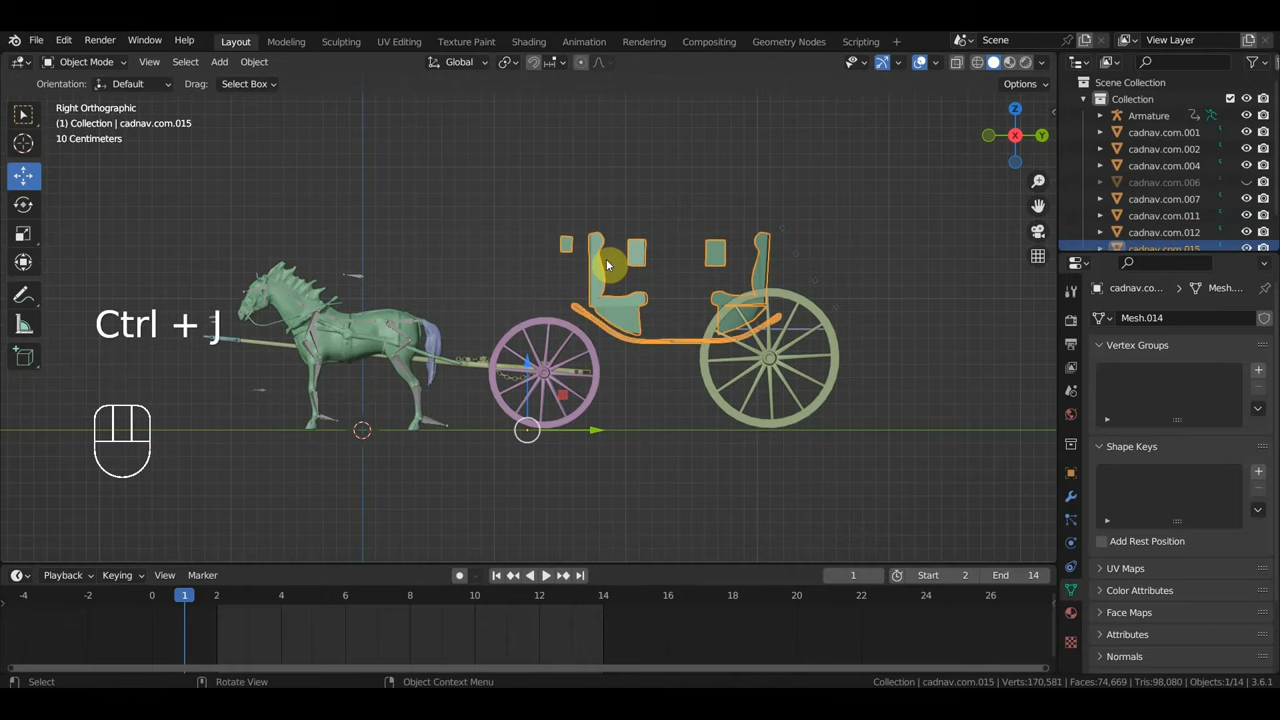 File Edit Render Window Help
Layout Modeling Sculpting UV Editing Texture Paint Shading Animation Rendering Compositing Geometry Nodes Scripting +
Scene
View Layer
Object Mode View Select Add Object
Global
Orientation: Default Drag: Select Box
Options
Right Orthographic
(1) Collection | cadnav.com.015
10 Centimeters
Z
X
Y
Ctrl + J
Scene Collection
Collection
Armature
cadnav.com.001
cadnav.com.002
cadnav.com.004
cadnav.com.006
cadnav.com.007
cadnav.com.011
cadnav.com.012
cadnav.com.015
cadnav.co... Mesh...
Mesh.014
Vertex Groups
Shape Keys
Add Rest Position
UV Maps
Color Attributes
Face Maps
Attributes
Normals
Playback Keying View Marker
1 Start 2 End 14
-4 -2 0 1 2 4 6 8 10 12 14 16 18 20 22 24 26
Select Rotate View Object Context Menu
Collection | cadnav.com.015 | Verts:170,581 | Faces:74,669 | Tris:98,080 | Objects:1/14 | 3.6.1